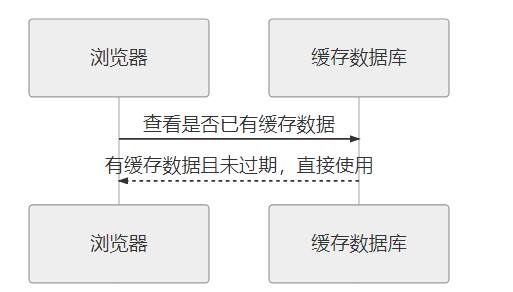 浏览器
缓存数据库
查看是否已有缓存数据
有缓存数据且未过期，直接使用
浏览器
缓存数据库